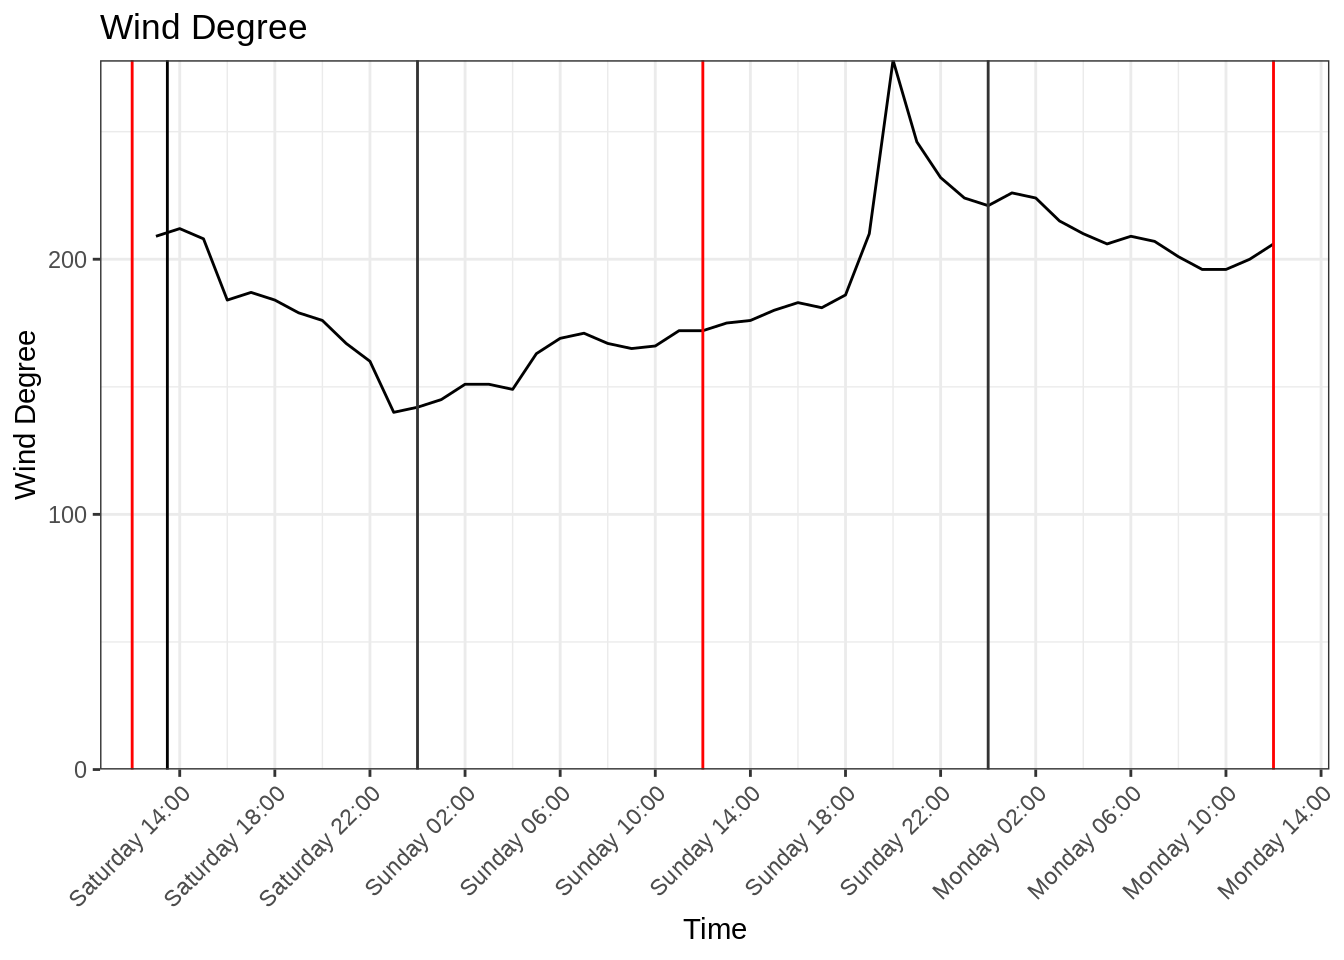 Wind Degree
Wind Degree
200
100
0
Saturday 14:00
Saturday 18:00
Saturday 22:00
Sunday 02:00
Sunday 06:00
Sunday 10:00
Sunday 14:00
Sunday 18:00
Sunday 22:00
Monday 02:00
Monday 06:00
Monday 10:00
Monday 14:00
Time